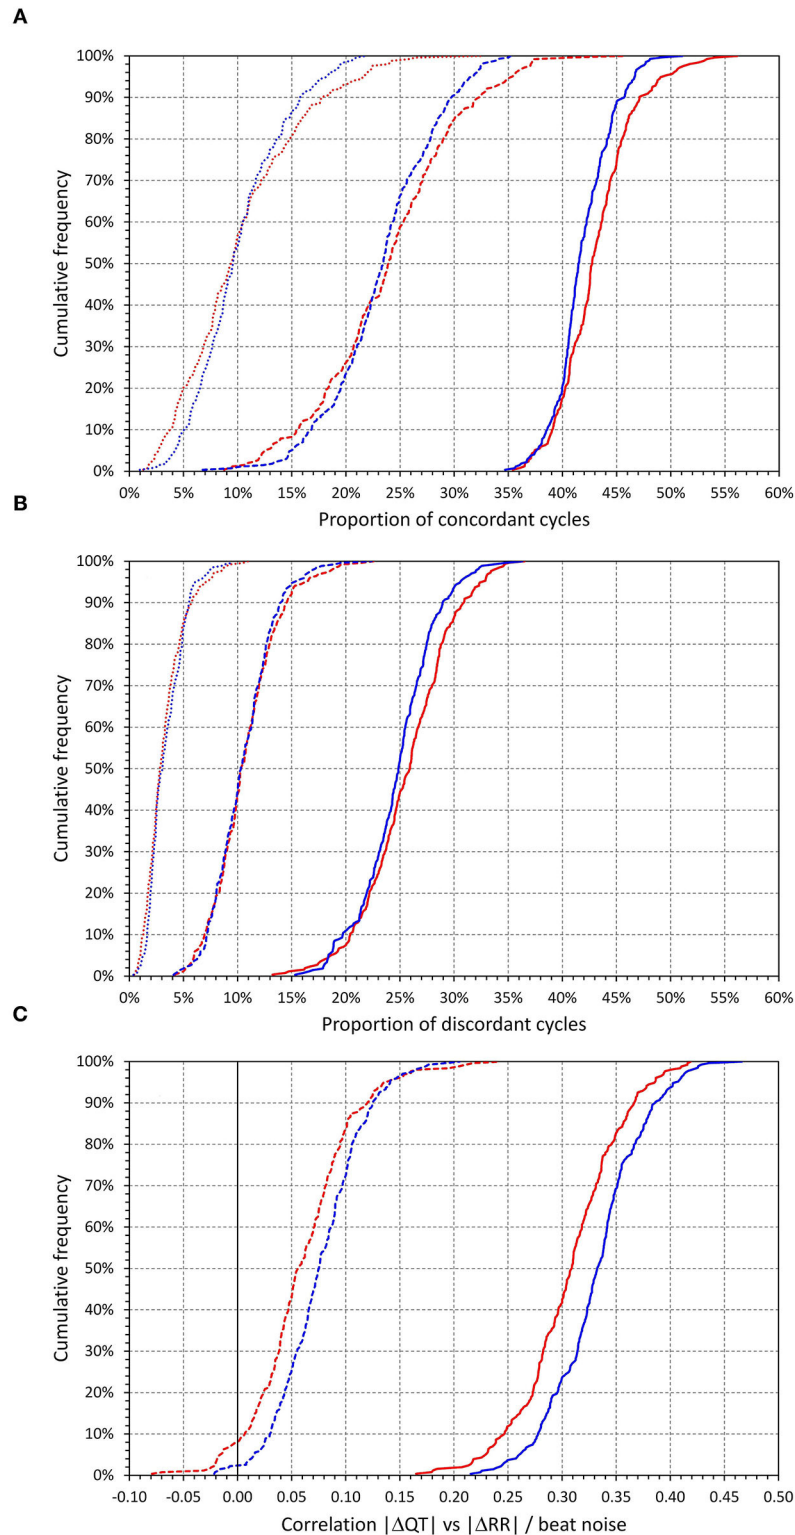 A
100%
90%
80%
70%
60%
50%
40%
30%
20%
10%
0%
Cumulative frequency
0% 5% 10% 15% 20% 25% 30% 35% 40% 45% 50% 55% 60%
Proportion of concordant cycles
B
100%
90%
80%
70%
60%
50%
40%
30%
20%
10%
0%
Cumulative frequency
0% 5% 10% 15% 20% 25% 30% 35% 40% 45% 50% 55% 60%
Proportion of discordant cycles
C
100%
90%
80%
70%
60%
50%
40%
30%
20%
10%
0%
Cumulative frequency
-0.10 -0.05 0.00 0.05 0.10 0.15 0.20 0.25 0.30 0.35 0.40 0.45 0.50
Correlation |ΔQT| vs |ΔRR| / beat noise